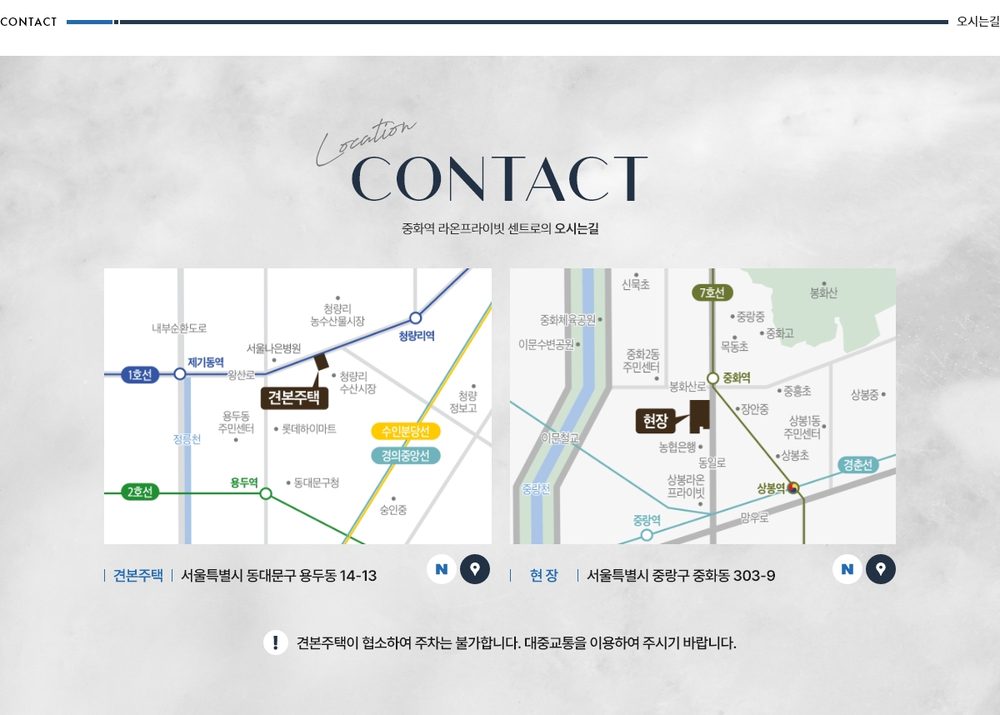 CONTACT
오시는길
Location
CONTACT
중화역 라온프라이빗 센트로의 오시는길
내부순환도로
청량리
농수산물시장
청량리역
서울나은병원
제기동역
1호선
왕산로
견본주택
청량리
수산시장
청량
정보고
용두동
주민센터
롯데하이마트
정릉천
수인분당선
경의중앙선
2호선
용두역
동대문구청
숭인중
신묵초
7호선
봉화산
중화체육공원
중랑중
중화고
이문수변공원
목동초
중화2동
주민센터
봉화산로
중화역
중흥초
상봉중
현장
장안중
상봉1동
주민센터
이문철교
농협은행
동일로
상봉초
경춘선
상봉라온
프라이빗
상봉역
중랑천
중랑역
망우로
견본주택
서울특별시 동대문구 용두동 14-13
N
현 장
서울특별시 중랑구 중화동 303-9
N
! 견본주택이 협소하여 주차는 불가합니다. 대중교통을 이용하여 주시기 바랍니다.